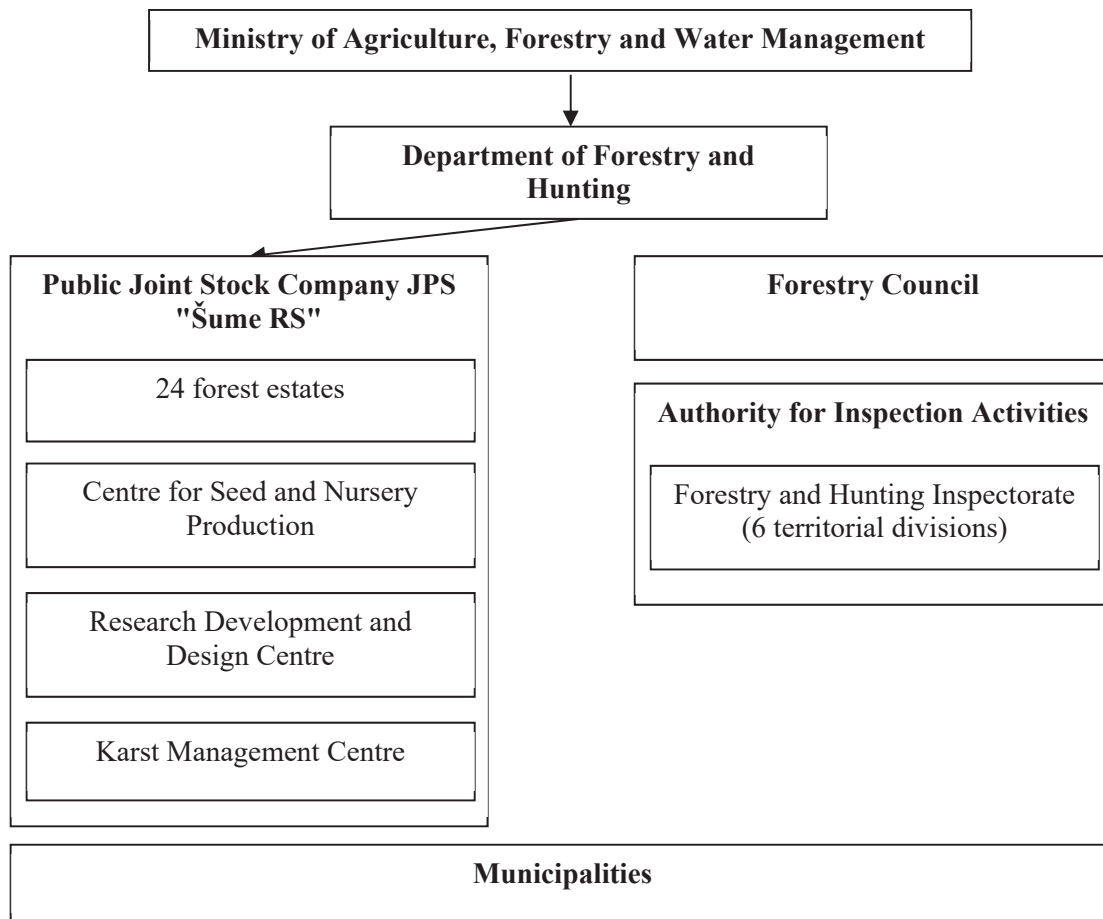 Ministry of Agriculture, Forestry and Water Management
Department of Forestry and
Hunting
Public Joint Stock Company JPS
"Šume RS"
24 forest estates
Centre for Seed and Nursery
Production
Research Development and
Design Centre
Karst Management Centre
Forestry Council
Authority for Inspection Activities
Forestry and Hunting Inspectorate
(6 territorial divisions)
Municipalities